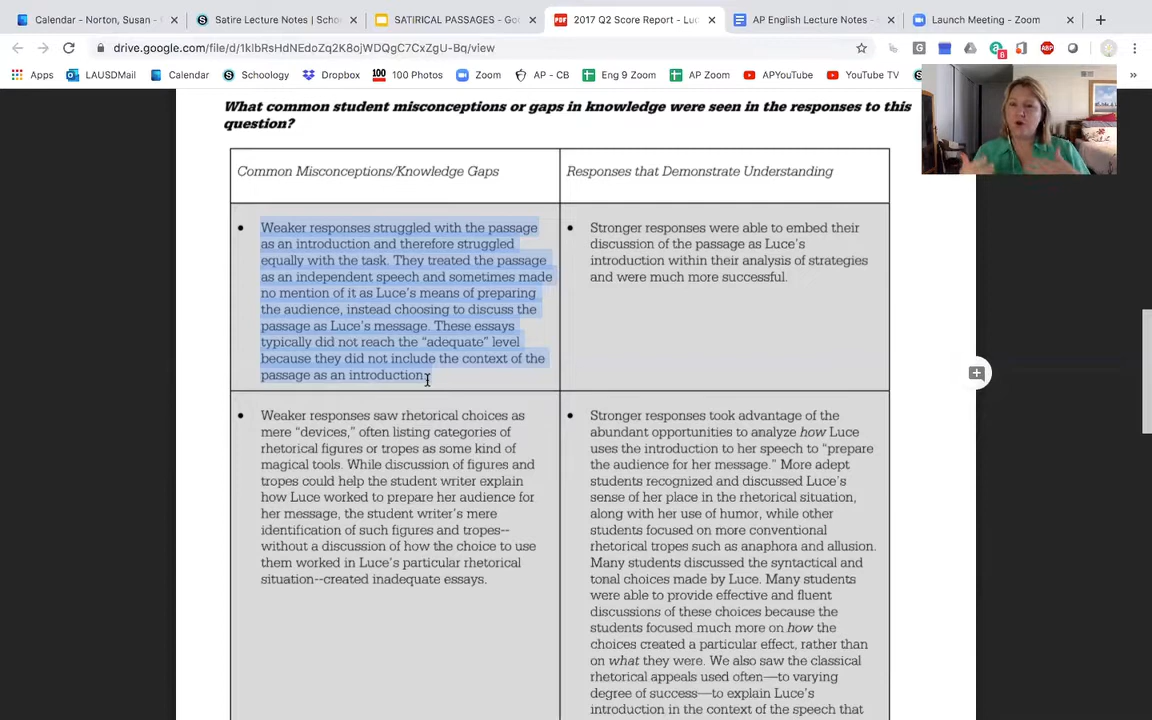 Calendar - Norton, Susan - O
Satire Lecture Notes | Schoo
SATIRICAL PASSAGES - Goo
2017 Q2 Score Report - Luc
AP English Lecture Notes -
Launch Meeting - Zoom
drive.google.com/file/d/1kIbRsHdNEdoZq2K8ojWDQgC7CxZgU-Bq/view
Apps LAUSDMail Calendar Schoology Dropbox 100 Photos Zoom AP - CB Eng 9 Zoom AP Zoom APYouTube YouTube TV
What common student misconceptions or gaps in knowledge were seen in the responses to this
question?
Common Misconceptions/Knowledge Gaps
Responses that Demonstrate Understanding
• Weaker responses struggled with the passage
as an introduction and therefore struggled
equally with the task. They treated the passage
as an independent speech and sometimes made
no mention of it as Luce's means of preparing
the audience, instead choosing to discuss the
passage as Luce's message. These essays
typically did not reach the "adequate" level
because they did not include the context of the
passage as an introduction.
• Stronger responses were able to embed their
discussion of the passage as Luce's
introduction within their analysis of strategies
and were much more successful.
• Weaker responses saw rhetorical choices as
mere "devices," often listing categories of
rhetorical figures or tropes as some kind of
magical tools. While discussion of figures and
tropes could help the student writer explain
how Luce worked to prepare her audience for
her message, the student writer's mere
identification of such figures and tropes--
without a discussion of how the choice to use
them worked in Luce's particular rhetorical
situation--created inadequate essays.
• Stronger responses took advantage of the
abundant opportunities to analyze how Luce
uses the introduction to her speech to "prepare
the audience for her message." More adept
students recognized and discussed Luce's
sense of her place in the rhetorical situation,
along with her use of humor, while other
students focused on more conventional
rhetorical tropes such as anaphora and allusion.
Many students discussed the syntactical and
tonal choices made by Luce. Many students
were able to provide effective and fluent
discussions of these choices because the
students focused much more on how the
choices created a particular effect, rather than
on what they were. We also saw the classical
rhetorical appeals used often—to varying
degree of success—to explain Luce's
introduction in the context of the speech that